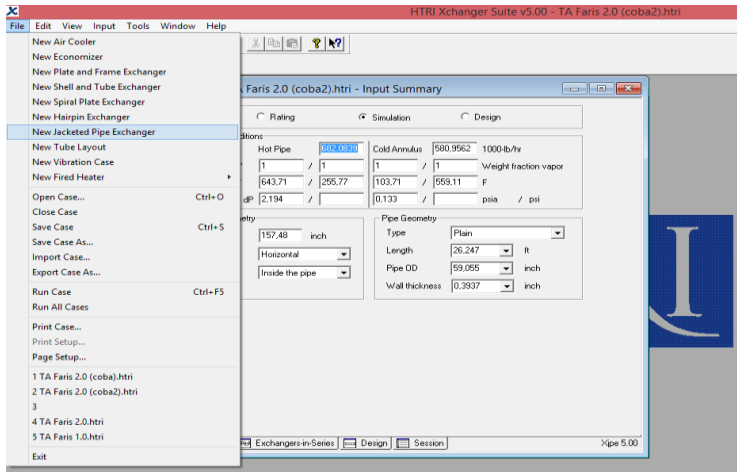 HTRI Xchanger Suite v5.00 - TA Faris 2.0 (coba2).htri
File Edit View Input Tools Window Help
New Air Cooler
New Economizer
New Plate and Frame Exchanger
New Shell and Tube Exchanger
New Spiral Plate Exchanger
New Hairpin Exchanger
New Jacketed Pipe Exchanger
New Tube Layout
New Vibration Case
New Fired Heater
Open Case... Ctrl+O
Close Case
Save Case Ctrl+S
Save Case As...
Import Case...
Export Case As...
Run Case Ctrl+F5
Run All Cases
Print Case...
Print Setup...
Page Setup...
1 TA Faris 2.0 (coba).htri
2 TA Faris 2.0 (coba2).htri
3
4 TA Faris 2.0.htri
5 TA Faris 1.0.htri
Exit
Faris 2.0 (coba2).htri - Input Summary
Rating Simulation Design
ditions
Hot Pipe 682,0839 Cold Annulus 580,9562 1000-lb/hr
1 / 1 1 / 1 Weight fraction vapor
643,71 / 255,77 103,71 / 559,11 F
dP 2,194 / 0,133 / psia / psi
etry
157,48 inch
Horizontal
Inside the pipe
Pipe Geometry
Type Plain
Length 26,247 ft
Pipe OD 59,055 inch
Wall thickness 0,3937 inch
Exchangers-in-Series Design Session
Xjpe 5.00